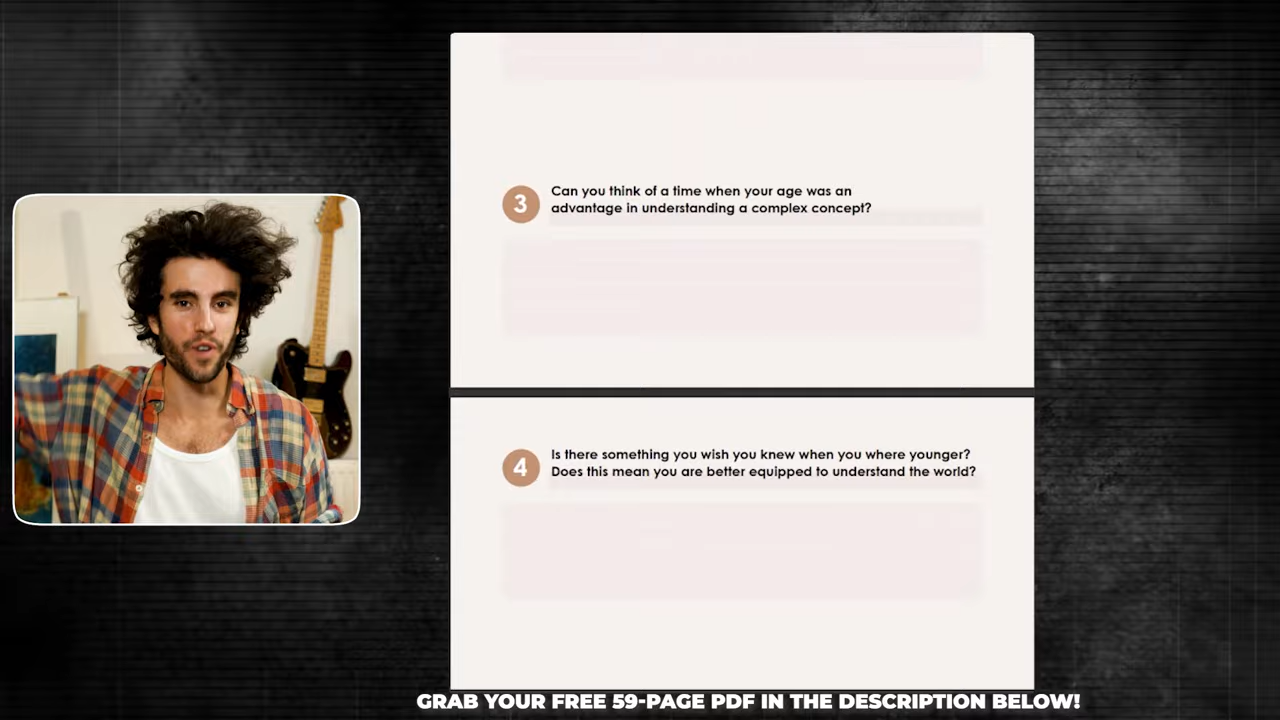 3
Can you think of a time when your age was an
advantage in understanding a complex concept?
4
Is there something you wish you knew when you where younger?
Does this mean you are better equipped to understand the world?
GRAB YOUR FREE 59-PAGE PDF IN THE DESCRIPTION BELOW!